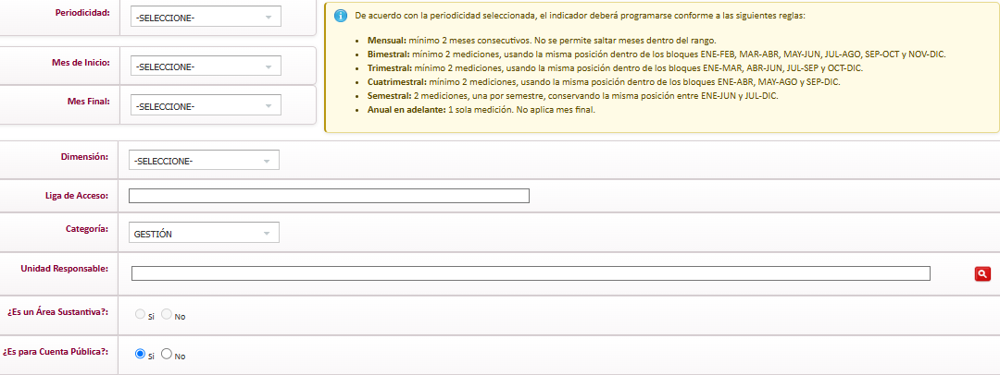 Periodicidad:
-SELECCIONE-
Mes de Inicio:
-SELECCIONE-
Mes Final:
-SELECCIONE-
De acuerdo con la periodicidad seleccionada, el indicador deberá programarse conforme a las siguientes reglas:
• Mensual: mínimo 2 meses consecutivos. No se permite saltar meses dentro del rango.
• Bimestral: mínimo 2 mediciones, usando la misma posición dentro de los bloques ENE-FEB, MAR-ABR, MAY-JUN, JUL-AGO, SEP-OCT y NOV-DIC.
• Trimestral: mínimo 2 mediciones, usando la misma posición dentro de los bloques ENE-MAR, ABR-JUN, JUL-SEP y OCT-DIC.
• Cuatrimestral: mínimo 2 mediciones, usando la misma posición dentro de los bloques ENE-ABR, MAY-AGO y SEP-DIC.
• Semestral: 2 mediciones, una por semestre, conservando la misma posición entre ENE-JUN y JUL-DIC.
• Anual en adelante: 1 sola medición. No aplica mes final.
Dimensión:
-SELECCIONE-
Liga de Acceso:
Categoría:
GESTIÓN
Unidad Responsable:
¿Es un Área Sustantiva?:
Si No
¿Es para Cuenta Pública?:
Si No